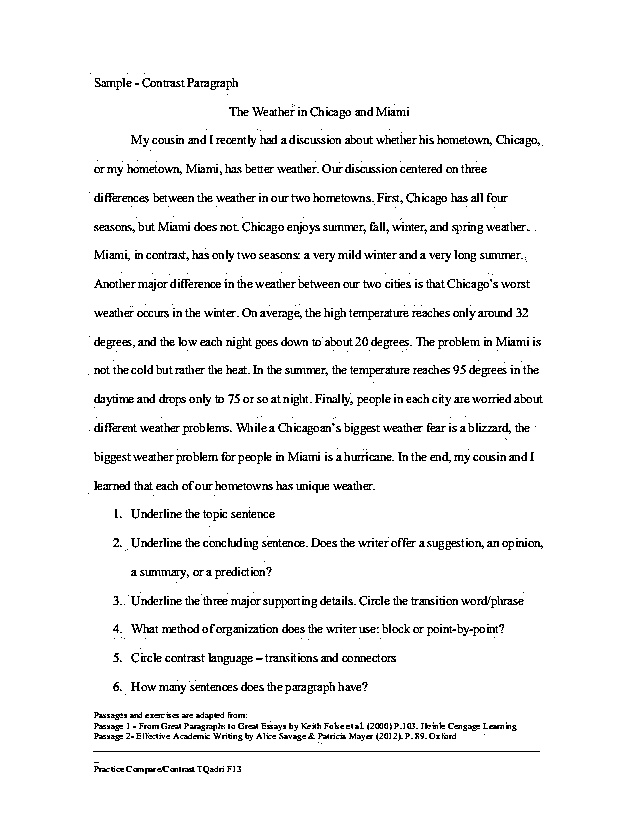 Sample - Contrast Paragraph
The Weather in Chicago and Miami
My cousin and I recently had a discussion about whether his hometown, Chicago,
or my hometown, Miami, has better weather. Our discussion centered on three
differences between the weather in our two hometowns. First, Chicago has all four
seasons, but Miami does not. Chicago enjoys summer, fall, winter, and spring weather.
Miami, in contrast, has only two seasons: a very mild winter and a very long summer.
Another major difference in the weather between our two cities is that Chicago's worst
weather occurs in the winter. On average, the high temperature reaches only around 32
degrees, and the low each night goes down to about 20 degrees. The problem in Miami is
not the cold but rather the heat. In the summer, the temperature reaches 95 degrees in the
daytime and drops only to 75 or so at night. Finally, people in each city are worried about
different weather problems. While a Chicagoan's biggest weather fear is a blizzard, the
biggest weather problem for people in Miami is a hurricane. In the end, my cousin and I
learned that each of our hometowns has unique weather.
1. Underline the topic sentence
2. Underline the concluding sentence. Does the writer offer a suggestion, an opinion,
a summary, or a prediction?
3. Underline the three major supporting details. Circle the transition word/phrase
4. What method of organization does the writer use: block or point-by-point?
5. Circle contrast language – transitions and connectors
6. How many sentences does the paragraph have?
Passages and exercises are adapted from:
Passage 1 - From Great Paragraphs to Great Essays by Keith Folse et al. (2000) P.103. Heinle Cengage Learning
Passage 2- Effective Academic Writing by Alice Savage & Patricia Mayer (2012). P. 89. Oxford
Practice Compare/Contrast TQadri F13